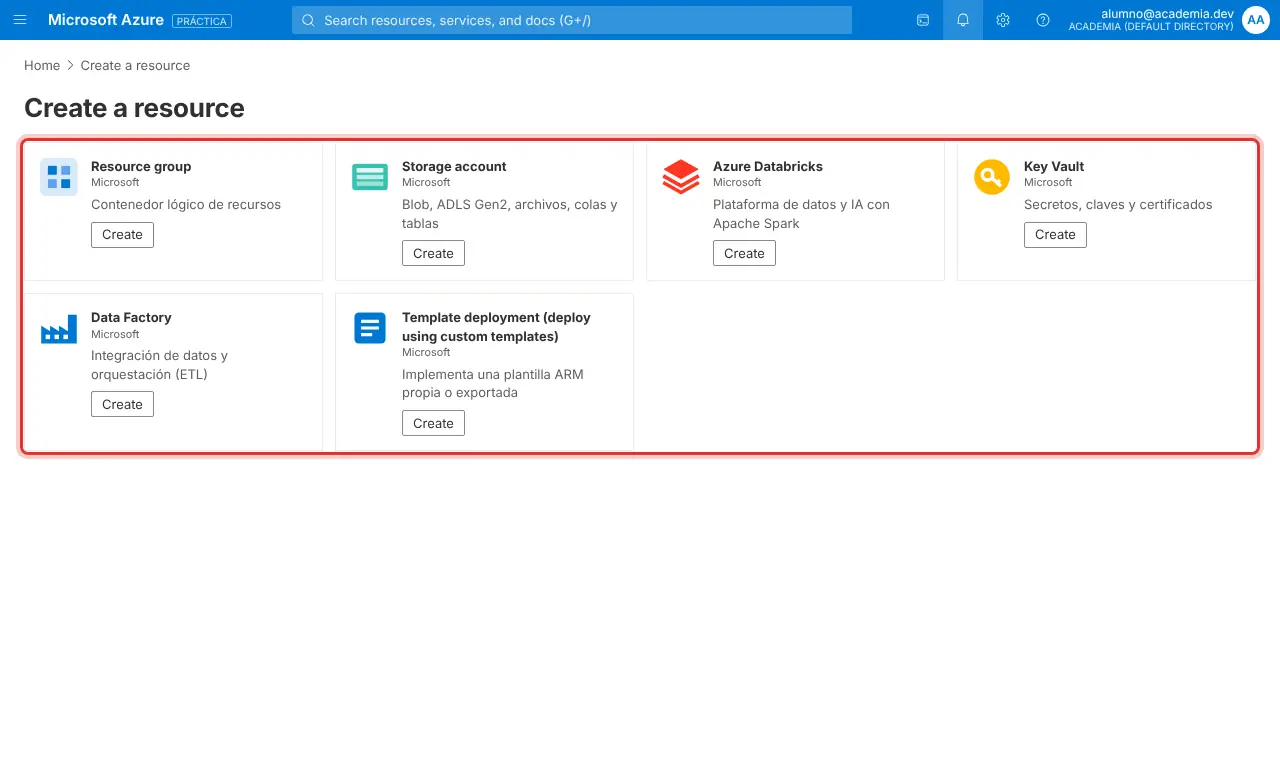 Microsoft Azure PRÁCTICA
Search resources, services, and docs (G+/)
alumno@academia.dev
ACADEMIA (DEFAULT DIRECTORY)
AA
Home > Create a resource
Create a resource
Resource group
Microsoft
Contenedor lógico de recursos
Create
Storage account
Microsoft
Blob, ADLS Gen2, archivos, colas y
tablas
Create
Azure Databricks
Microsoft
Plataforma de datos y IA con
Apache Spark
Create
Key Vault
Microsoft
Secretos, claves y certificados
Create
Data Factory
Microsoft
Integración de datos y
orquestación (ETL)
Create
Template deployment (deploy
using custom templates)
Microsoft
Implementa una plantilla ARM
propia o exportada
Create